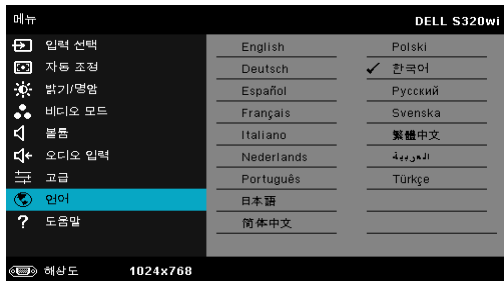 메뉴 DELL S320wi
입력 선택
자동 조정
밝기/명암
비디오 모드
볼륨
오디오 입력
고급
언어
도움말
English
Deutsch
Español
Français
Italiano
Nederlands
Português
日本語
简体中文
Polski
한국어
Русский
Svenska
繁體中文
العربية
Türkçe
해상도 1024x768